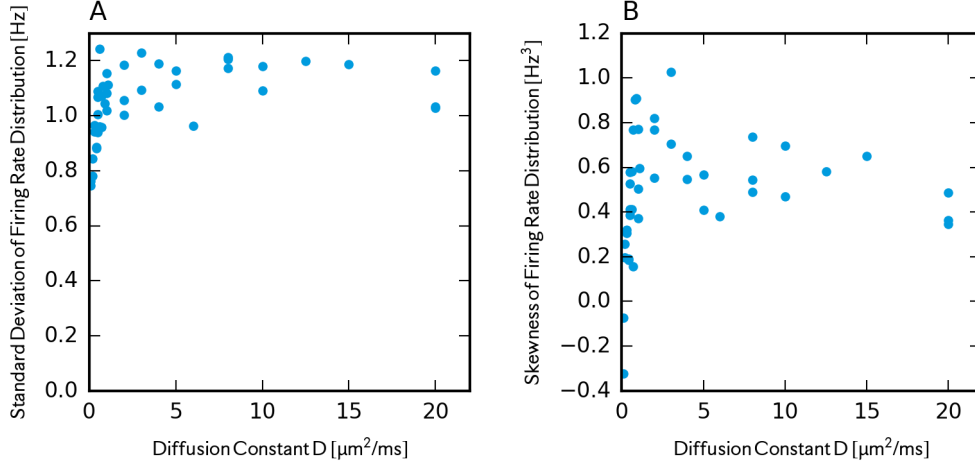 A
Standard Deviation of Firing Rate Distribution [Hz]
1.2
1.0
0.8
0.6
0.4
0.2
0.0
0 5 10 15 20
Diffusion Constant D [μm²/ms]
B
Skewness of Firing Rate Distribution [Hz³]
1.2
1.0
0.8
0.6
0.4
0.2
0.0
−0.2
−0.4
0 5 10 15 20
Diffusion Constant D [μm²/ms]